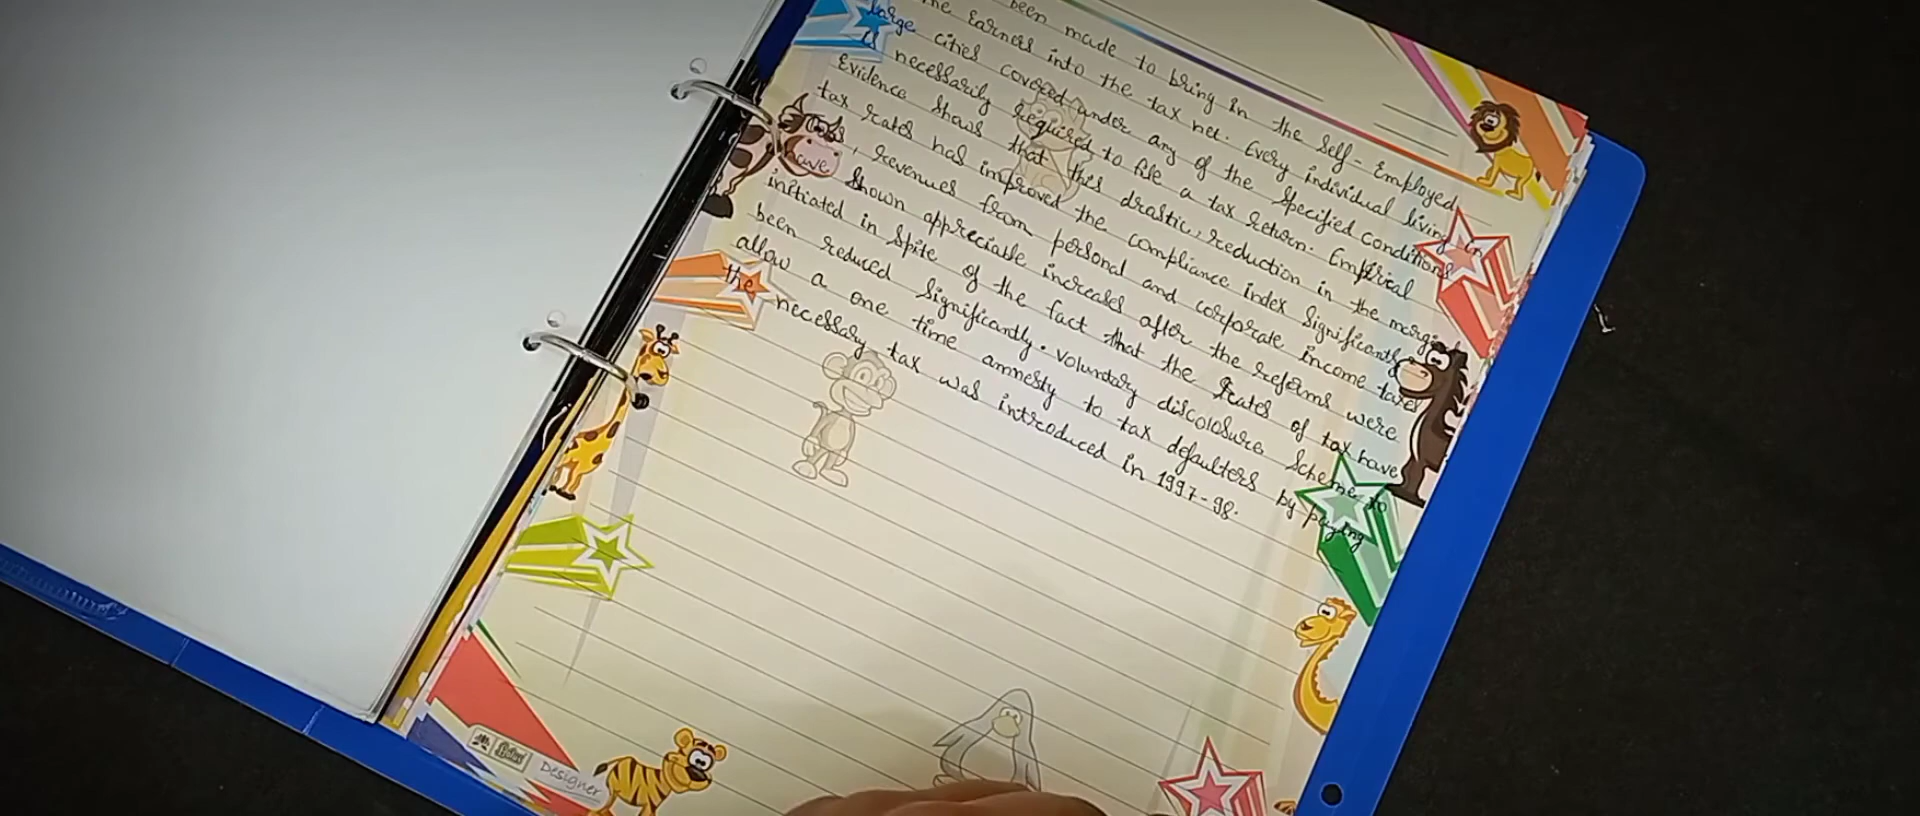 been made to bring in the Self-Employed
the Earners into the tax net. Every individual living in
large cities covered under any of the Specified conditions
is necessarily required to file a tax return. Empirical
Evidence shows that this drastic reduction in the marginal
tax rates has improved the compliance index significantly
, revenues from personal and corporate income taxes
have shown appreciable increases after the reforms were
initiated in spite of the fact that the rates of tax have
been reduced significantly. voluntary discolosure Scheme to
allow a one time amnesty to tax defaulters by paying
the necessary tax was introduced in 1997-98.
Designer